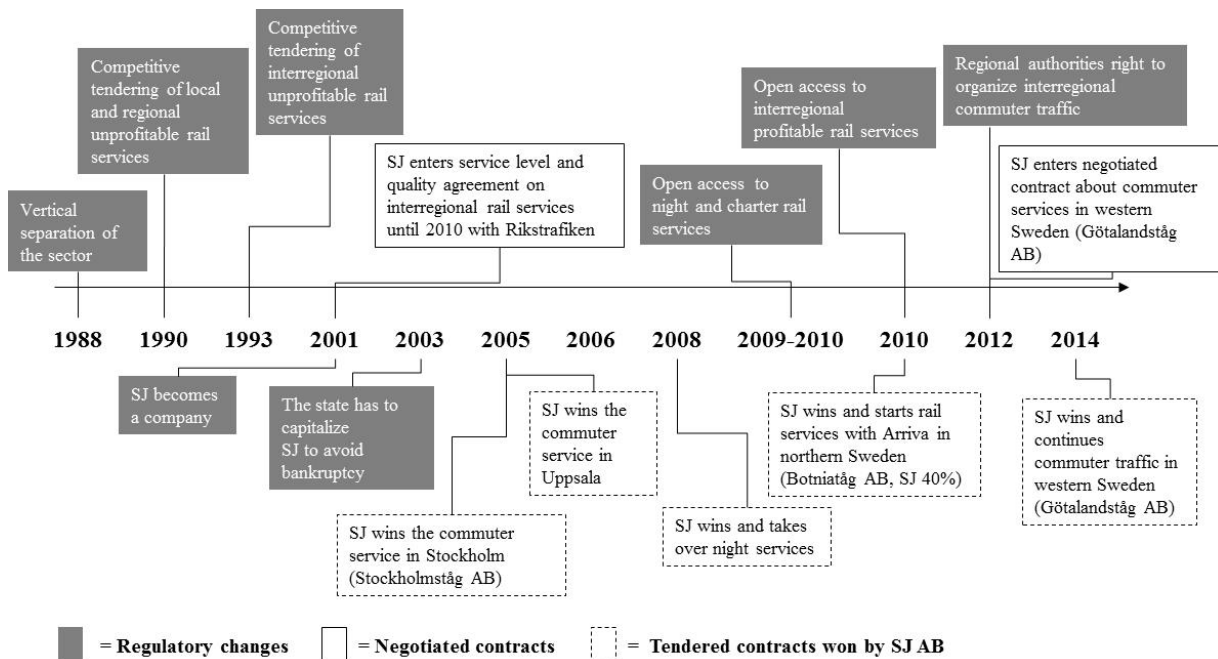 Competitive
tendering of
interregional
unprofitable rail
services
Competitive
tendering of local
and regional
unprofitable rail
services
Vertical
separation of
the sector
SJ enters service level and
quality agreement on
interregional rail services
until 2010 with Rikstrafiken
Open access to
interregional
profitable rail services
Open access to
night and charter rail
services
Regional authorities right to
organize interregional
commuter traffic
SJ enters negotiated
contract about commuter
services in western
Sweden (Götalandståg
AB)
1988
1990
1993
2001
2003
2005
2006
2008
2009-2010
2010
2012
2014
SJ becomes
a company
The state has to
capitalize
SJ to avoid
bankruptcy
SJ wins the commuter
service in Stockholm
(Stockholmståg AB)
SJ wins the
commuter
service in
Uppsala
SJ wins and takes
over night services
SJ wins and starts rail
services with Arriva in
northern Sweden
(Botniatåg AB, SJ 40%)
SJ wins and
continues
commuter traffic in
western Sweden
(Götalandståg AB)
= Regulatory changes
= Negotiated contracts
= Tendered contracts won by SJ AB